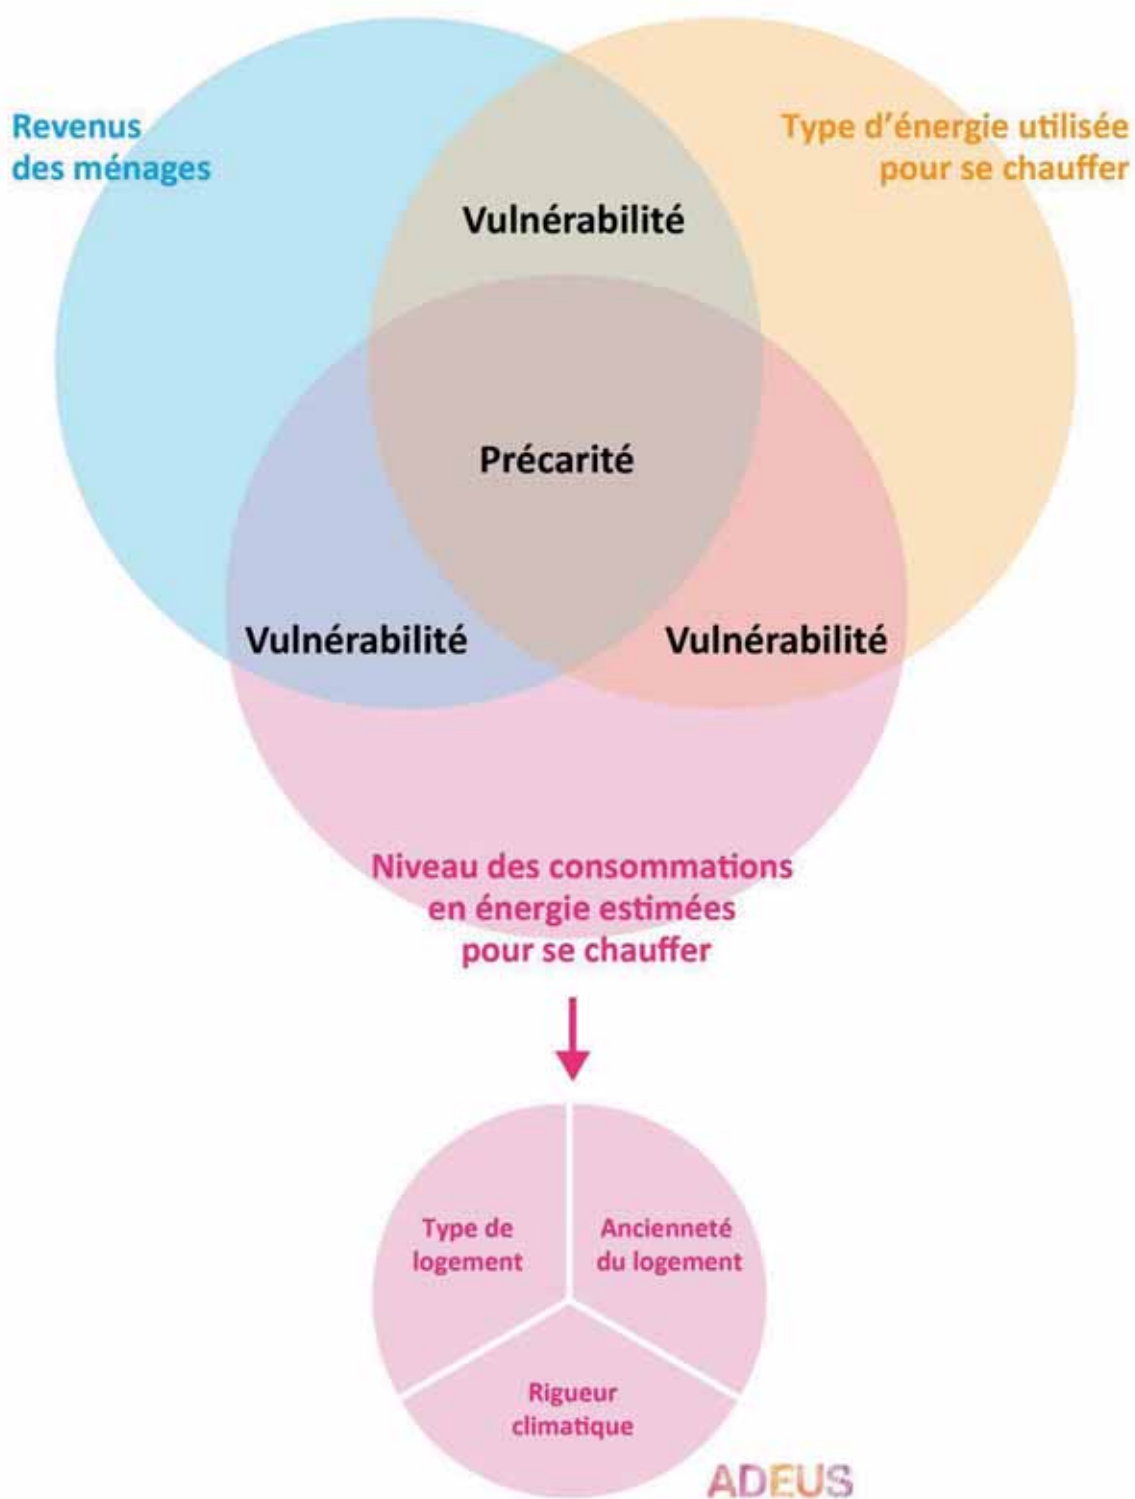 Revenus
des ménages
Type d'énergie utilisée
pour se chauffer
Vulnérabilité
Précarité
Vulnérabilité
Vulnérabilité
Niveau des consommations
en énergie estimées
pour se chauffer
Type de
logement
Ancienneté
du logement
Rigueur
climatique
ADEUS